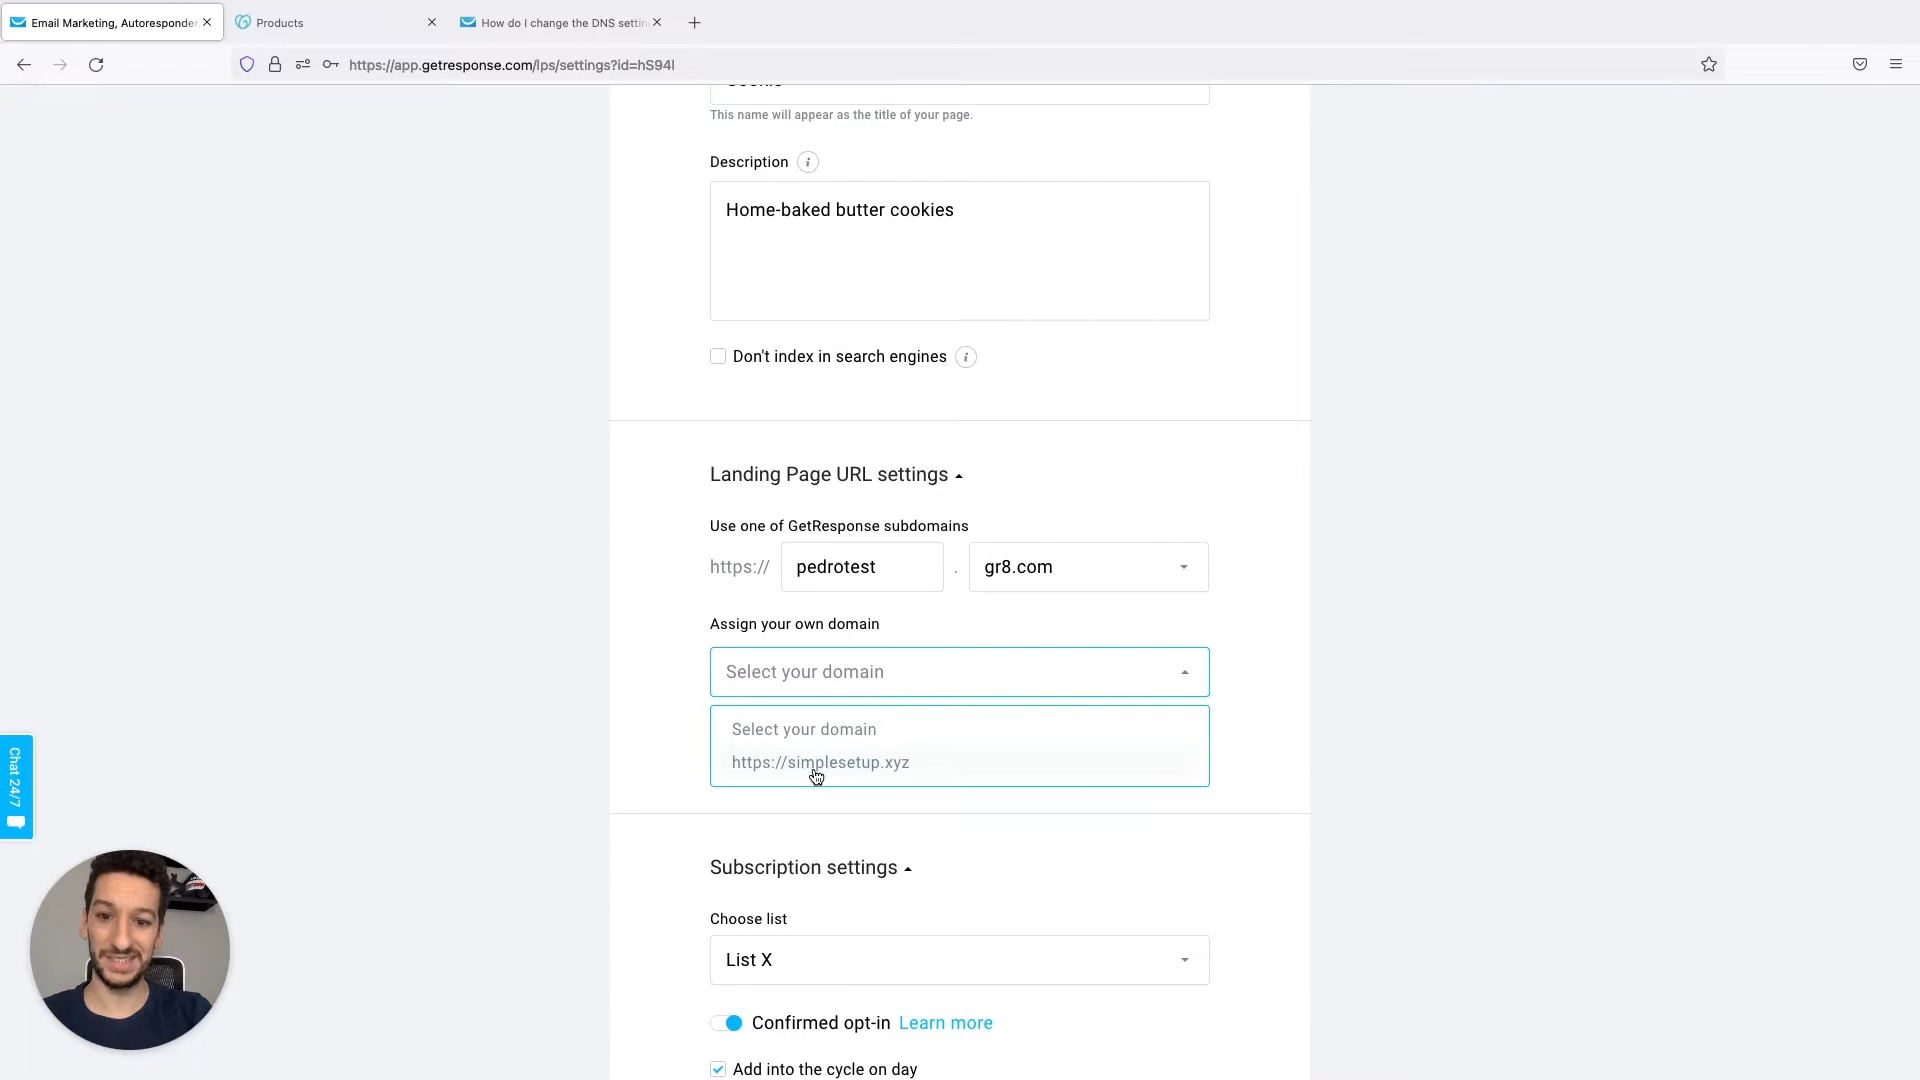 Email Marketing, Autoresponder
Products
How do I change the DNS settin
https://app.getresponse.com/lps/settings?id=hS94I
This name will appear as the title of your page.
Description
Home-baked butter cookies
Don't index in search engines
Landing Page URL settings
Use one of GetResponse subdomains
https:// pedrotest . gr8.com
Assign your own domain
Select your domain
Select your domain
https://simplesetup.xyz
Chat 24/7
Subscription settings
Choose list
List X
Confirmed opt-in Learn more
Add into the cycle on day